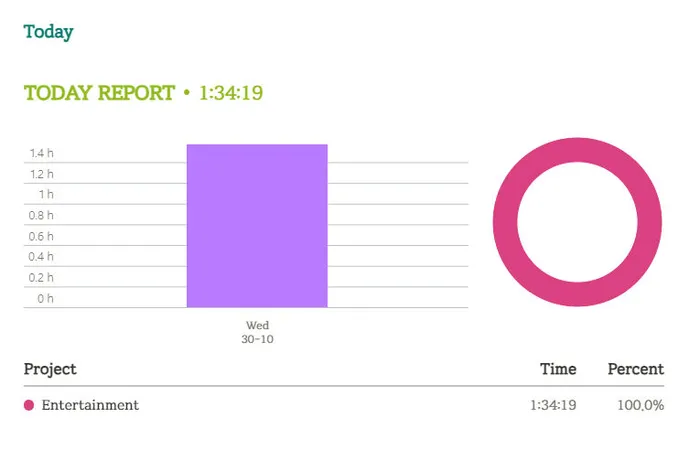 Today
TODAY REPORT • 1:34:19
1.4 h
1.2 h
1 h
0.8 h
0.6 h
0.4 h
0.2 h
0 h
Wed
30-10
Project Time Percent
Entertainment 1:34:19 100.0%